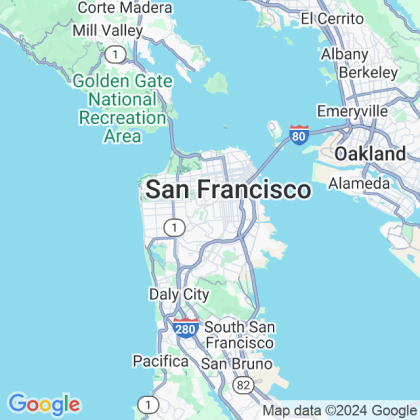 Corte Madera
Mill Valley
1
El Cerrito
Albany
Berkeley
Golden Gate
National
Recreation
Area
Emeryville
80
Oakland
San Francisco
Alameda
1
Daly City
280
South San
Francisco
Pacifica
San Bruno
82
1
Google
Map data ©2024 Google